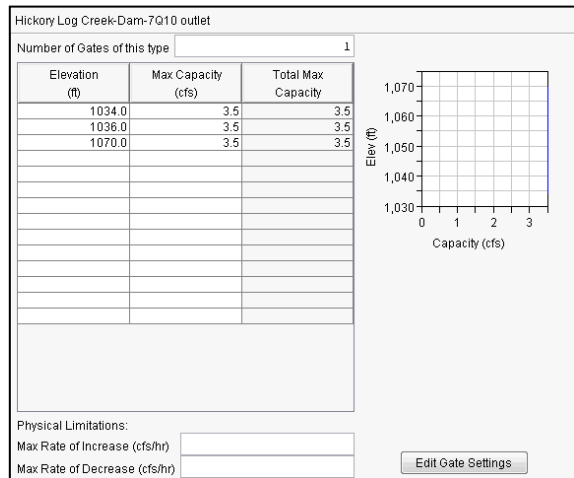 Hickory Log Creek-Dam-7Q10 outlet
Number of Gates of this type 1
Elevation (ft) Max Capacity (cfs) Total Max Capacity
1034.0 3.5 3.5
1036.0 3.5 3.5
1070.0 3.5 3.5
Elev (ft)
1,070
1,060
1,050
1,040
1,030
0 1 2 3
Capacity (cfs)
Physical Limitations:
Max Rate of Increase (cfs/hr)
Max Rate of Decrease (cfs/hr)
Edit Gate Settings